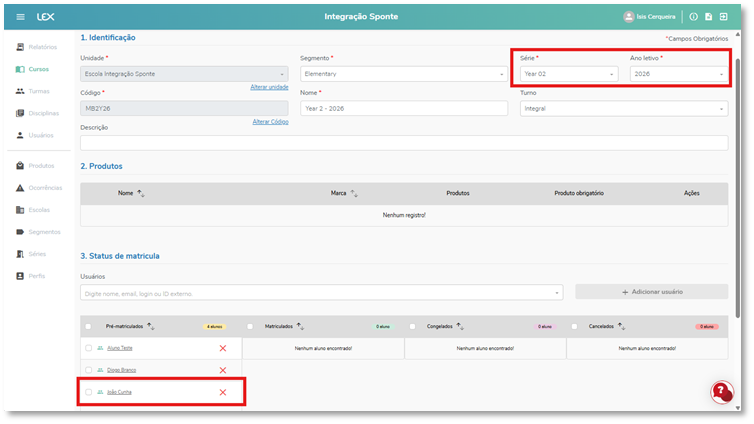 LEX
Integração Sponte
Isis Cerqueira
Relatórios
Cursos
Turmas
Disciplinas
Usuários
Produtos
Ocorrências
Escolas
Segmentos
Séries
Perfis
1. Identificação
*Campos Obrigatórios
Unidade *
Segmento *
Série *
Ano letivo *
Escola Integração Sponte
Elementary
Year 02
2026
Alterar unidade
Código *
Nome *
Turno
MB2Y26
Year 2 - 2026
Integral
Alterar Código
Descrição
2. Produtos
Nome
Marca
Produtos
Produto obrigatório
Ações
Nenhum registro!
3. Status de matricula
Usuários
Digite nome, email, login ou ID externo
+ Adicionar usuário
Pré-matriculados
4 alunos
Matriculados
0 aluno
Congelados
0 aluno
Cancelados
0 aluno
Aluno Teste
Nenhum aluno encontrado!
Nenhum aluno encontrado!
Nenhum aluno encontrado!
Diogo Branco
João Cunha